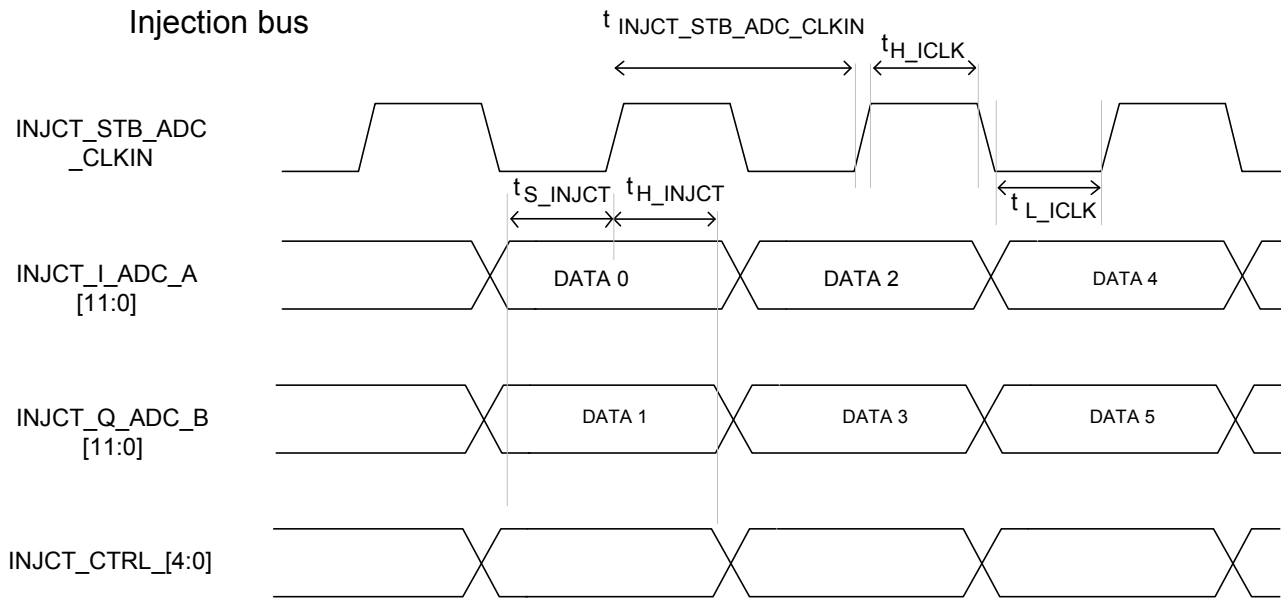 Injection bus
t INJCT_STB_ADC_CLKIN
tH_ICLK
INJCT_STB_ADC
_CLKIN
tS_INJCT
tH_INJCT
t L_ICLK
INJCT_I_ADC_A
[11:0]
DATA 0
DATA 2
DATA 4
INJCT_Q_ADC_B
[11:0]
DATA 1
DATA 3
DATA 5
INJCT_CTRL_[4:0]